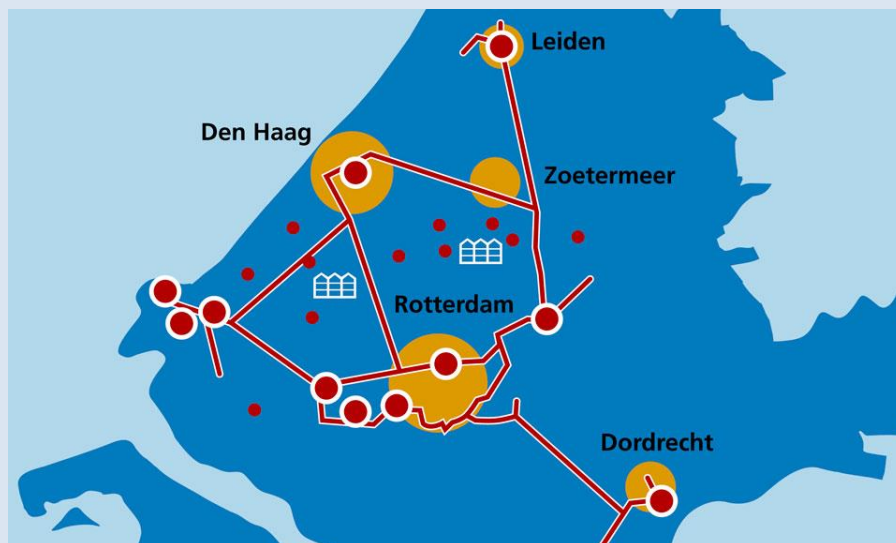 Leiden
Den Haag
Zoetermeer
Rotterdam
Dordrecht